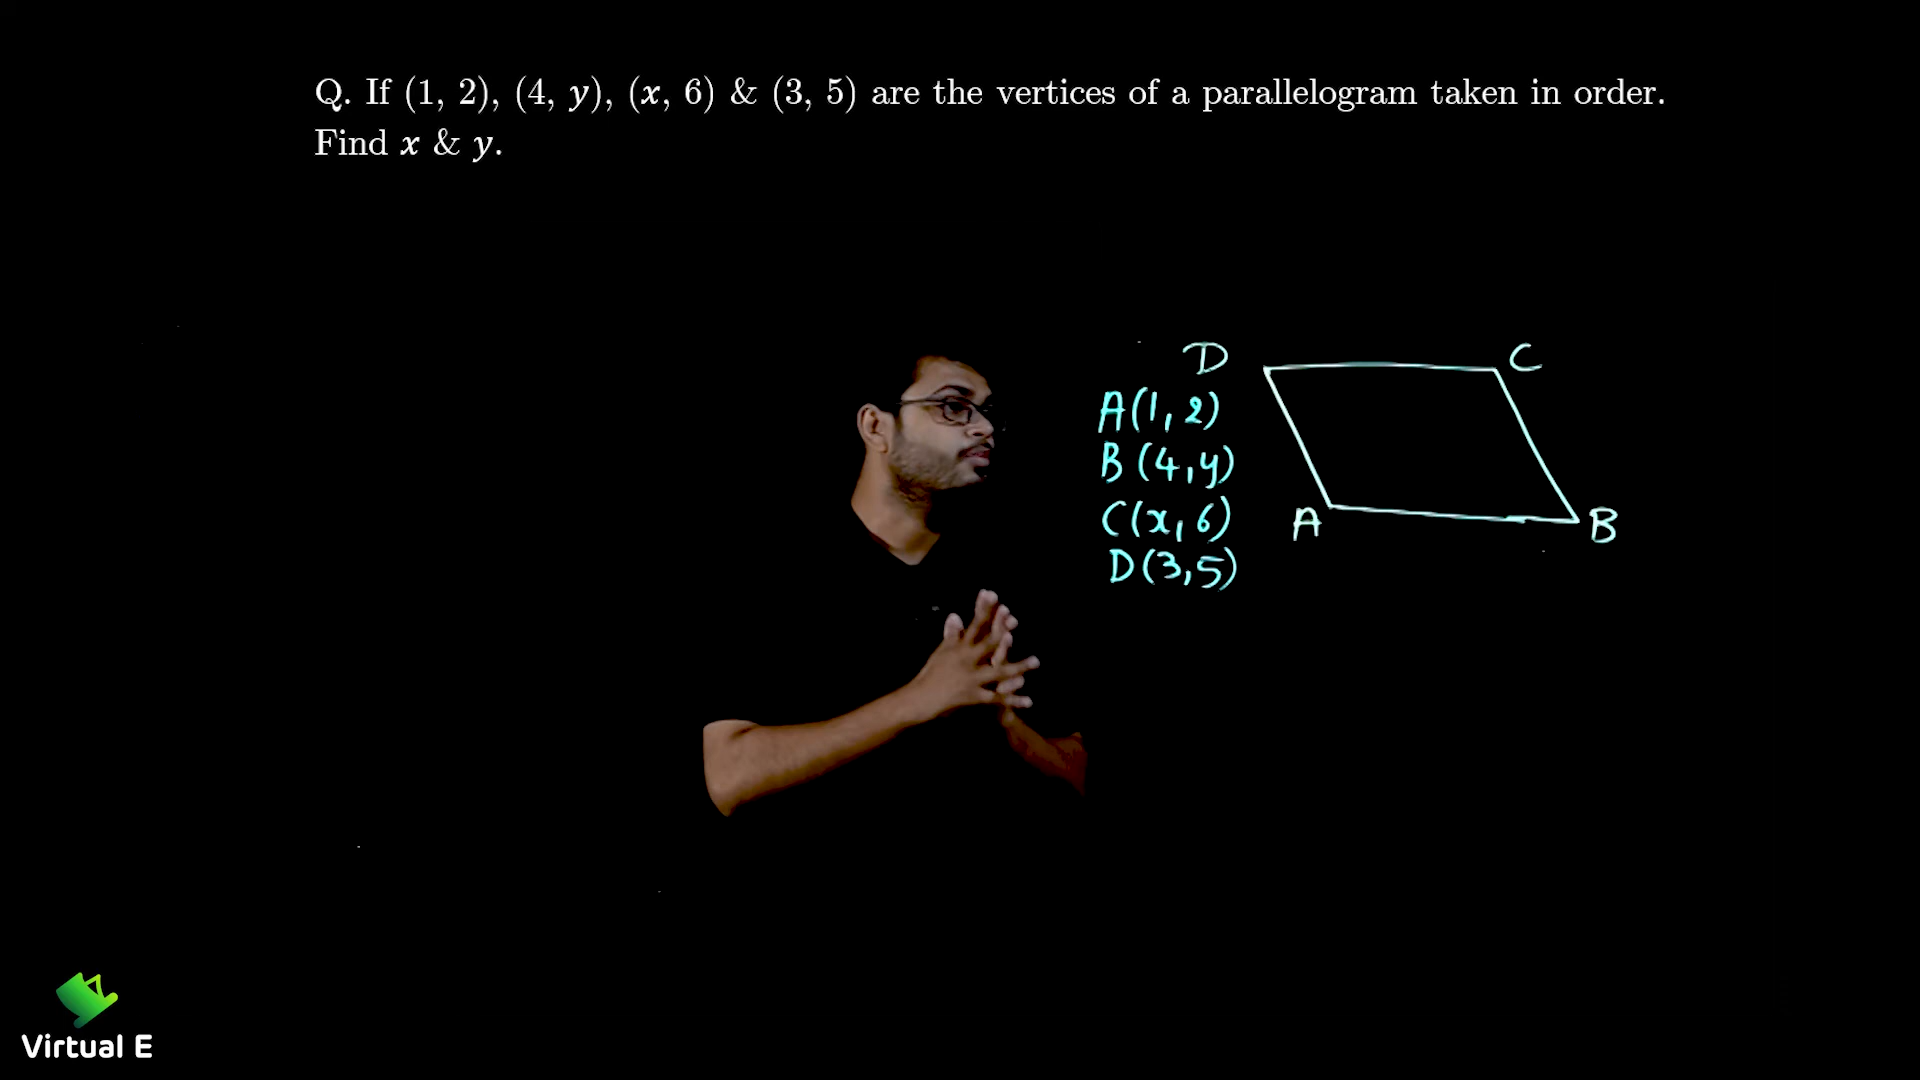 Q. If (1, 2), (4, y), (x, 6) & (3, 5) are the vertices of a parallelogram taken in order.
Find x & y.
D
C
A(1, 2)
B(4, y)
C(x, 6)
D(3, 5)
A
B
Virtual E